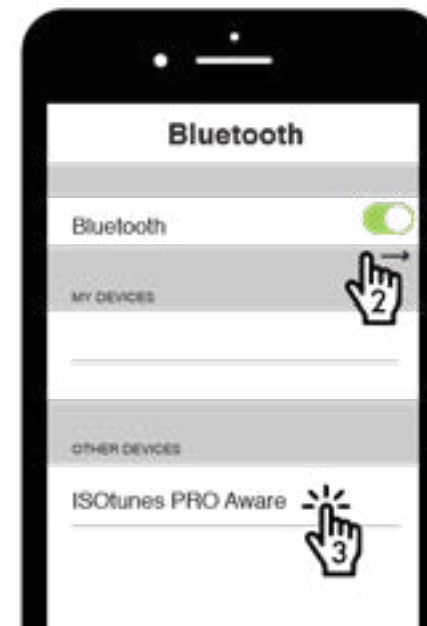 Bluetooth
Bluetooth
2
MY DEVICES
OTHER DEVICES
ISOtunes PRO Aware
3